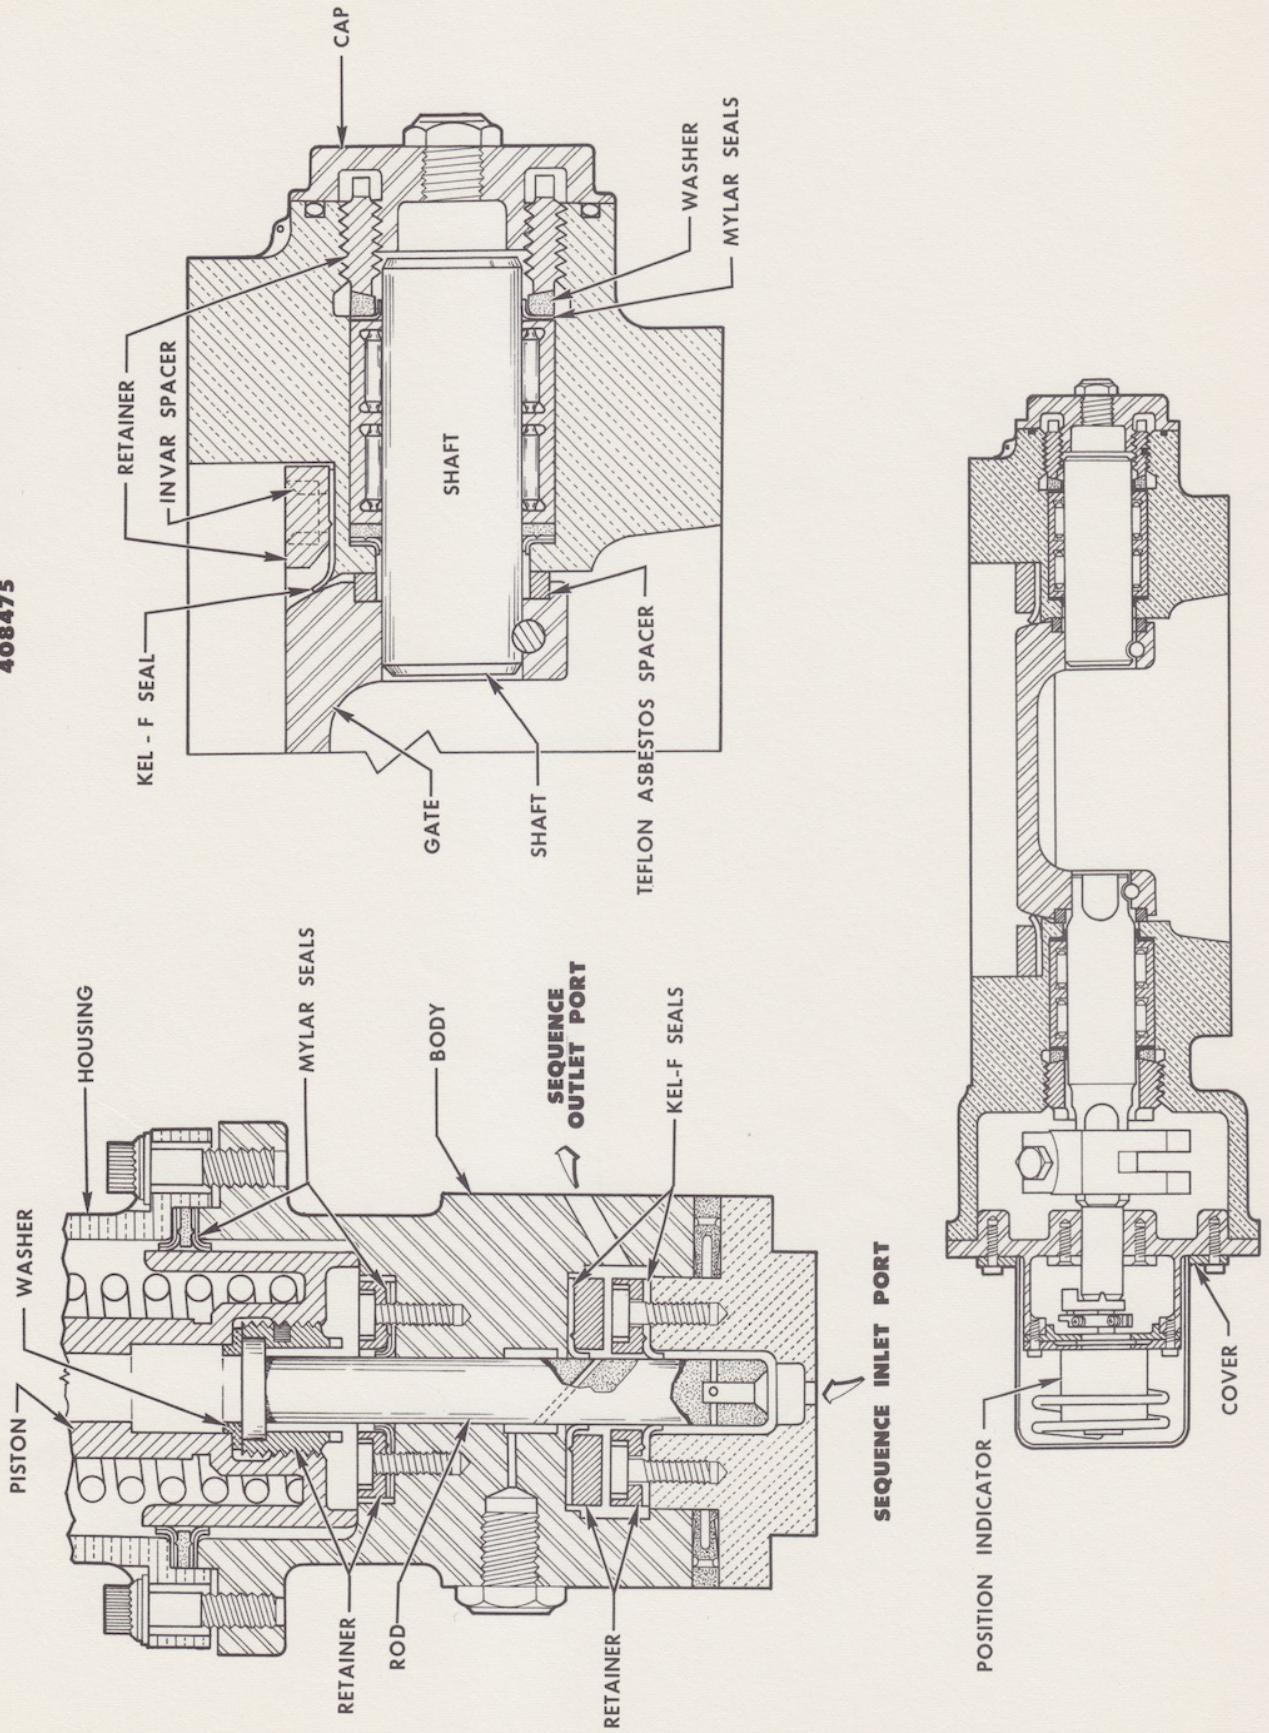 408475
PISTON
WASHER
HOUSING
MYLAR SEALS
BODY
SEQUENCE
OUTLET PORT
KEL-F SEALS
RETAINER
ROD
RETAINER
SEQUENCE INLET PORT
KEL - F SEAL
RETAINER
INVAR SPACER
CAP
SHAFT
WASHER
MYLAR SEALS
GATE
SHAFT
TEFLON ASBESTOS SPACER
POSITION INDICATOR
COVER